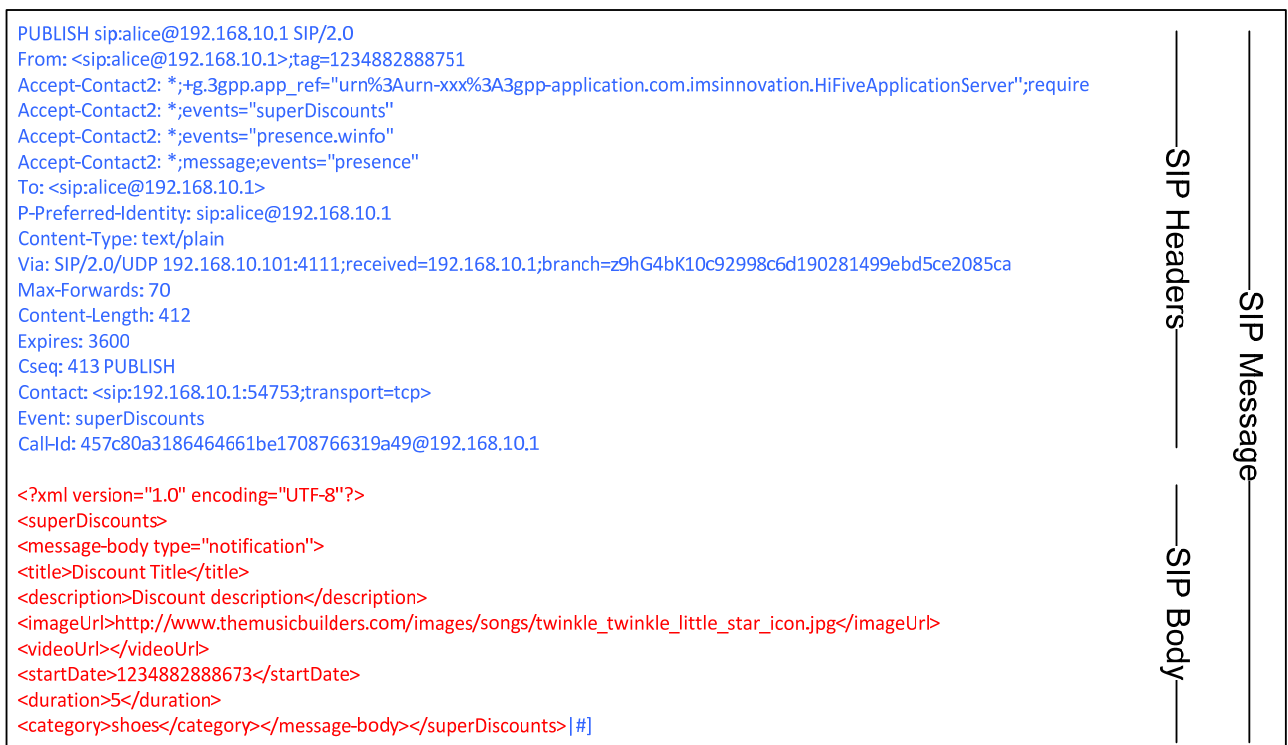 PUBLISH sip:alice@192.168.10.1 SIP/2.0
From: <sip:alice@192.168.10.1>;tag=1234882888751
Accept-Contact2: *;+g.3gpp.app_ref="urn%3Aurn-xxx%3A3gpp-application.com.imsinnovation.HiFiveApplicationServer";require
Accept-Contact2: *;events="superDiscounts"
Accept-Contact2: *;events="presence.winfo"
Accept-Contact2: *;message;events="presence"
To: <sip:alice@192.168.10.1>
P-Preferred-Identity: sip:alice@192.168.10.1
Content-Type: text/plain
Via: SIP/2.0/UDP 192.168.10.101:4111;received=192.168.10.1;branch=z9hG4bK10c92998c6d190281499ebd5ce2085ca
Max-Forwards: 70
Content-Length: 412
Expires: 3600
Cseq: 413 PUBLISH
Contact: <sip:192.168.10.1:54753;transport=tcp>
Event: superDiscounts
Call-Id: 457c80a3186464661be1708766319a49@192.168.10.1
<?xml version="1.0" encoding="UTF-8"?>
<superDiscounts>
<message-body type="notification">
<title>Discount Title</title>
<description>Discount description</description>
<imageUrl>http://www.themusicbuilders.com/images/songs/twinkle_twinkle_little_star_icon.jpg</imageUrl>
<videoUrl></videoUrl>
<startDate>1234882888673</startDate>
<duration>5</duration>
<category>shoes</category></message-body></superDiscounts>|#]
SIP Headers
SIP Body
SIP Message